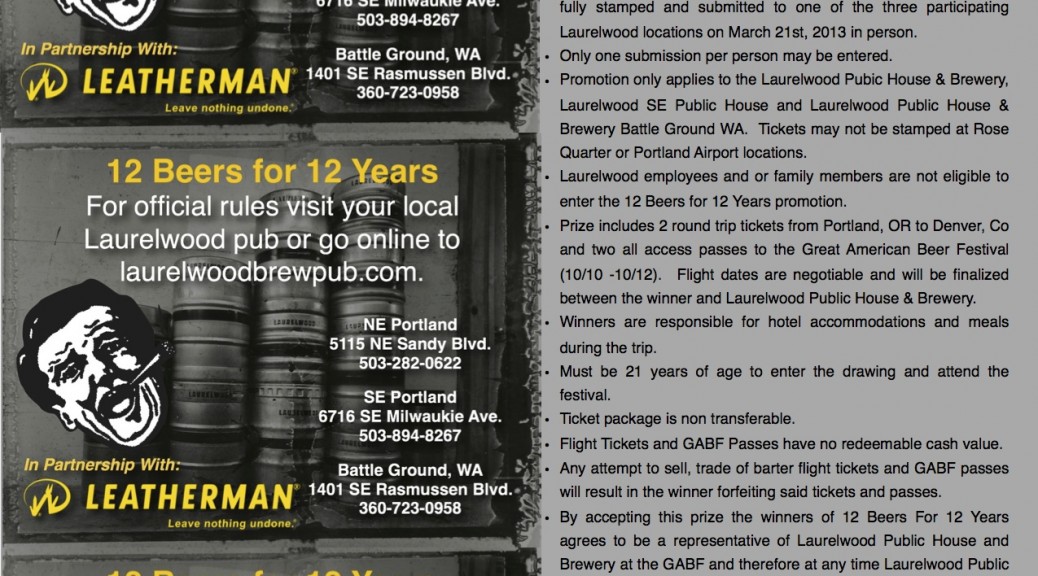 6716 SE Milwaukie Ave.
503-894-8267
In Partnership With:
LEATHERMAN®
Leave nothing undone.®
Battle Ground, WA
1401 SE Rasmussen Blvd.
360-723-0958
12 Beers for 12 Years
For official rules visit your local
Laurelwood pub or go online to
laurelwoodbrewpub.com.
NE Portland
5115 NE Sandy Blvd.
503-282-0622
SE Portland
6716 SE Milwaukie Ave.
503-894-8267
In Partnership With:
LEATHERMAN®
Leave nothing undone.®
Battle Ground, WA
1401 SE Rasmussen Blvd.
360-723-0958
12 Beers for 12 Years
fully stamped and submitted to one of the three participating
Laurelwood locations on March 21st, 2013 in person.
• Only one submission per person may be entered.
• Promotion only applies to the Laurelwood Pubic House & Brewery,
Laurelwood SE Public House and Laurelwood Public House &
Brewery Battle Ground WA. Tickets may not be stamped at Rose
Quarter or Portland Airport locations.
• Laurelwood employees and or family members are not eligible to
enter the 12 Beers for 12 Years promotion.
• Prize includes 2 round trip tickets from Portland, OR to Denver, Co
and two all access passes to the Great American Beer Festival
(10/10 -10/12). Flight dates are negotiable and will be finalized
between the winner and Laurelwood Public House & Brewery.
• Winners are responsible for hotel accommodations and meals
during the trip.
• Must be 21 years of age to enter the drawing and attend the
festival.
• Ticket package is non transferable.
• Flight Tickets and GABF Passes have no redeemable cash value.
• Any attempt to sell, trade of barter flight tickets and GABF passes
will result in the winner forfeiting said tickets and passes.
• By accepting this prize the winners of 12 Beers For 12 Years
agrees to be a representative of Laurelwood Public House and
Brewery at the GABF and therefore at any time Laurelwood Public